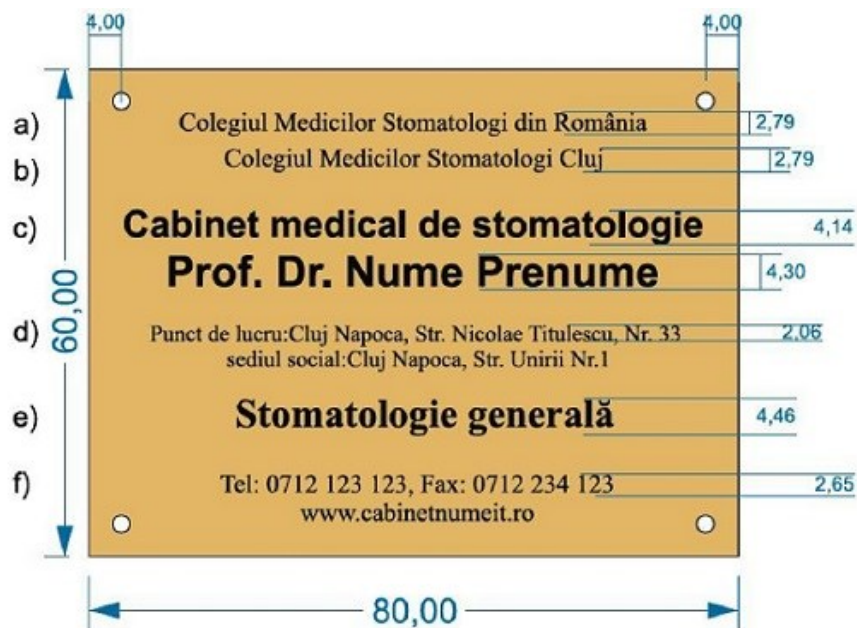 4,00 4,00
a) Colegiul Medicilor Stomatologi din România 2,79
b) Colegiul Medicilor Stomatologi Cluj 2,79
c) Cabinet medical de stomatologie 4,14
Prof. Dr. Nume Prenume 4,30
60,00
d) Punct de lucru:Cluj Napoca, Str. Nicolae Titulescu, Nr. 33 2,06
sediul social:Cluj Napoca, Str. Unirii Nr.1
e) Stomatologie generală 4,46
f) Tel: 0712 123 123, Fax: 0712 234 123 2,65
www.cabinetnumeit.ro
80,00